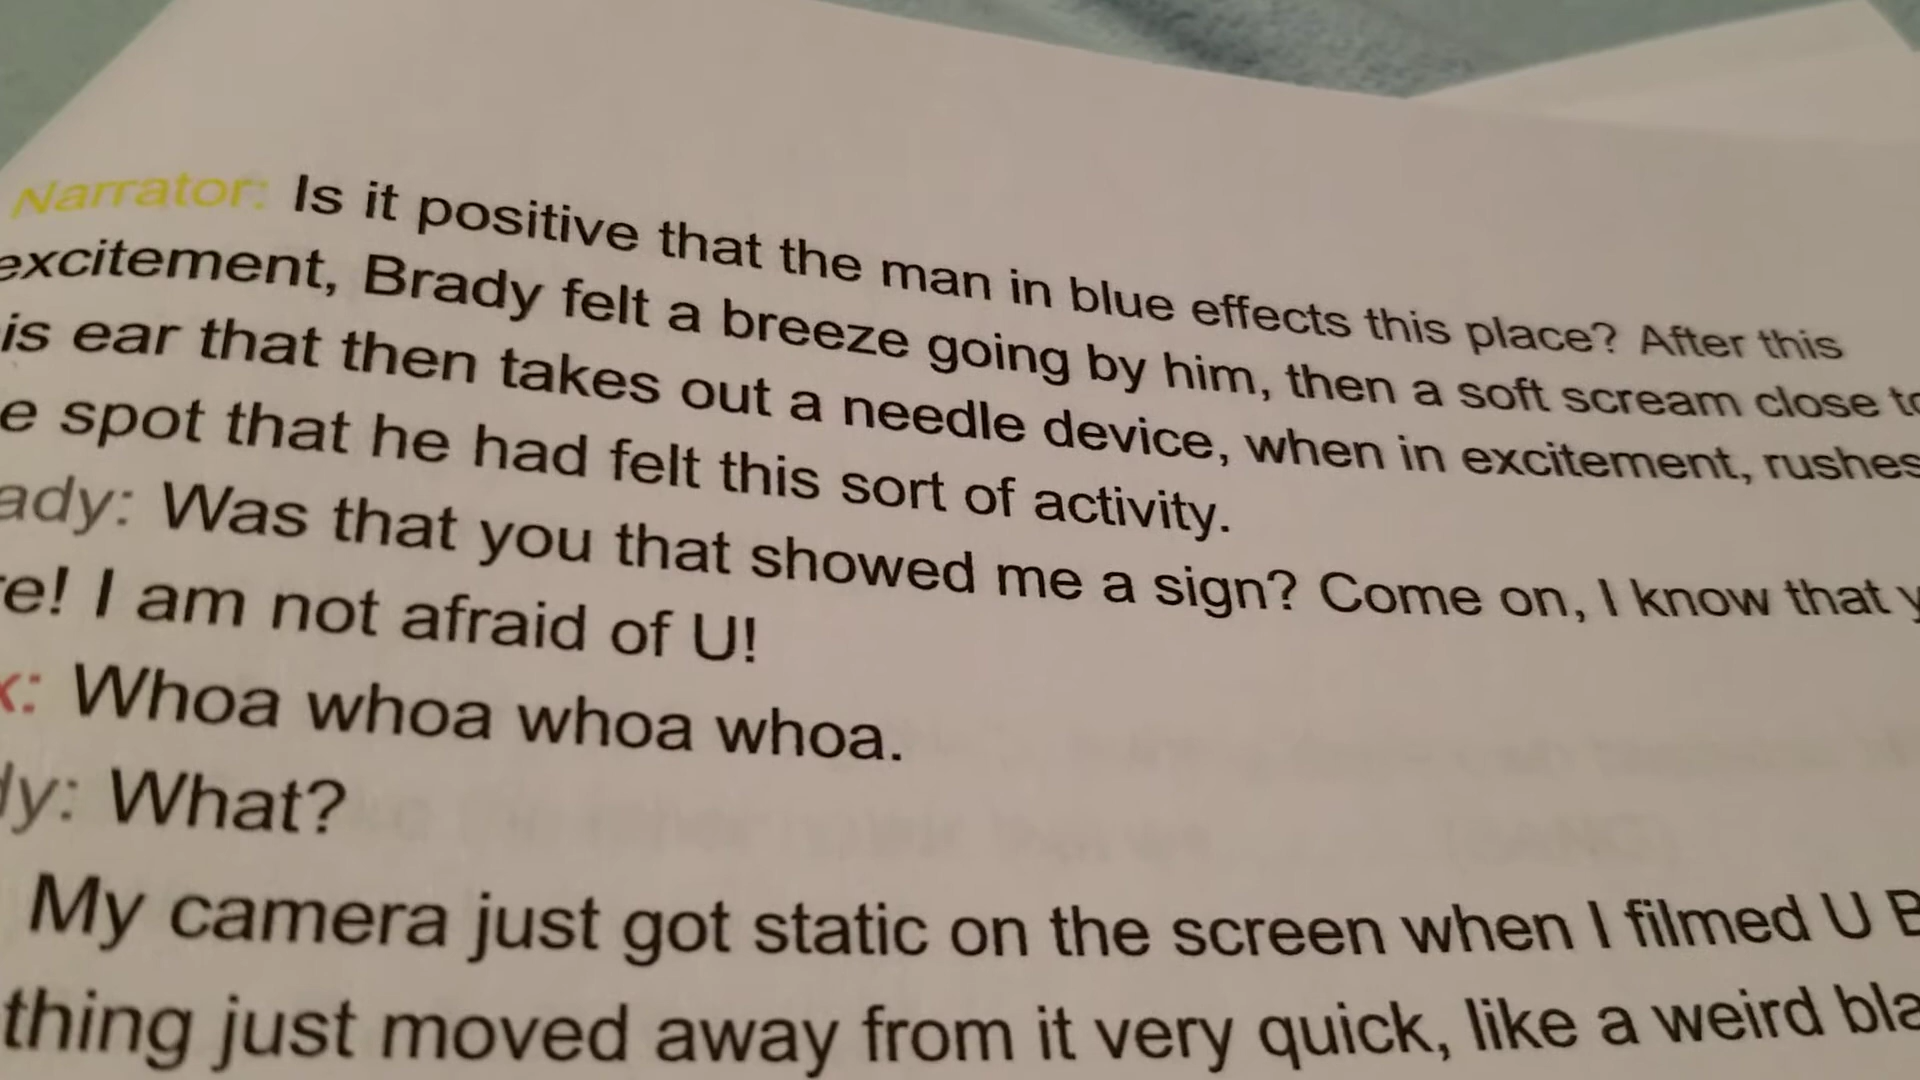 Narrator: Is it positive that the man in blue effects this place? After this
excitement, Brady felt a breeze going by him, then a soft scream close to
is ear that then takes out a needle device, when in excitement, rushes
e spot that he had felt this sort of activity.
ady: Was that you that showed me a sign? Come on, I know that y
re! I am not afraid of U!
x: Whoa whoa whoa whoa.
dy: What?
My camera just got static on the screen when I filmed U B
thing just moved away from it very quick, like a weird bla